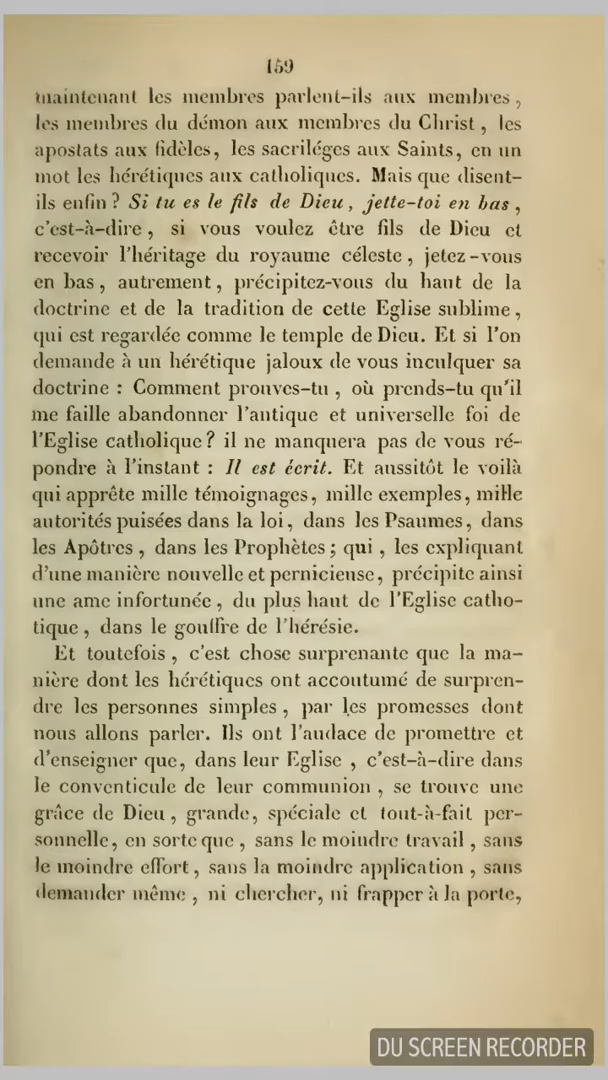 159
maintenant les membres parlent-ils aux membres,
les membres du démon aux membres du Christ, les
apostats aux fidèles, les sacriléges aux Saints, en un
mot les hérétiques aux catholiques. Mais que disent-
ils enfin ? Si tu es le fils de Dieu, jette-toi en bas,
c'est-à-dire, si vous voulez être fils de Dieu et
recevoir l'héritage du royaume céleste, jetez-vous
en bas, autrement, précipitez-vous du haut de la
doctrine et de la tradition de cette Eglise sublime,
qui est regardée comme le temple de Dieu. Et si l'on
demande à un hérétique jaloux de vous inculquer sa
doctrine : Comment prouves-tu, où prends-tu qu'il
me faille abandonner l'antique et universelle foi de
l'Eglise catholique ? il ne manquera pas de vous ré-
pondre à l'instant : Il est écrit. Et aussitôt le voilà
qui apprête mille témoignages, mille exemples, mille
autorités puisées dans la loi, dans les Psaumes, dans
les Apôtres, dans les Prophètes ; qui, les expliquant
d'une manière nouvelle et pernicieuse, précipite ainsi
une ame infortunée, du plus haut de l'Eglise catho-
tique, dans le gouffre de l'hérésie.
Et toutefois, c'est chose surprenante que la ma-
nière dont les hérétiques ont accoutumé de surpren-
dre les personnes simples, par les promesses dont
nous allons parler. Ils ont l'audace de promettre et
d'enseigner que, dans leur Eglise, c'est-à-dire dans
le conventicule de leur communion, se trouve une
grâce de Dieu, grande, spéciale et tout-à-fait per-
sonnelle, en sorte que, sans le moindre travail, sans
le moindre effort, sans la moindre application, sans
demander même, ni chercher, ni frapper à la porte,
DU SCREEN RECORDER